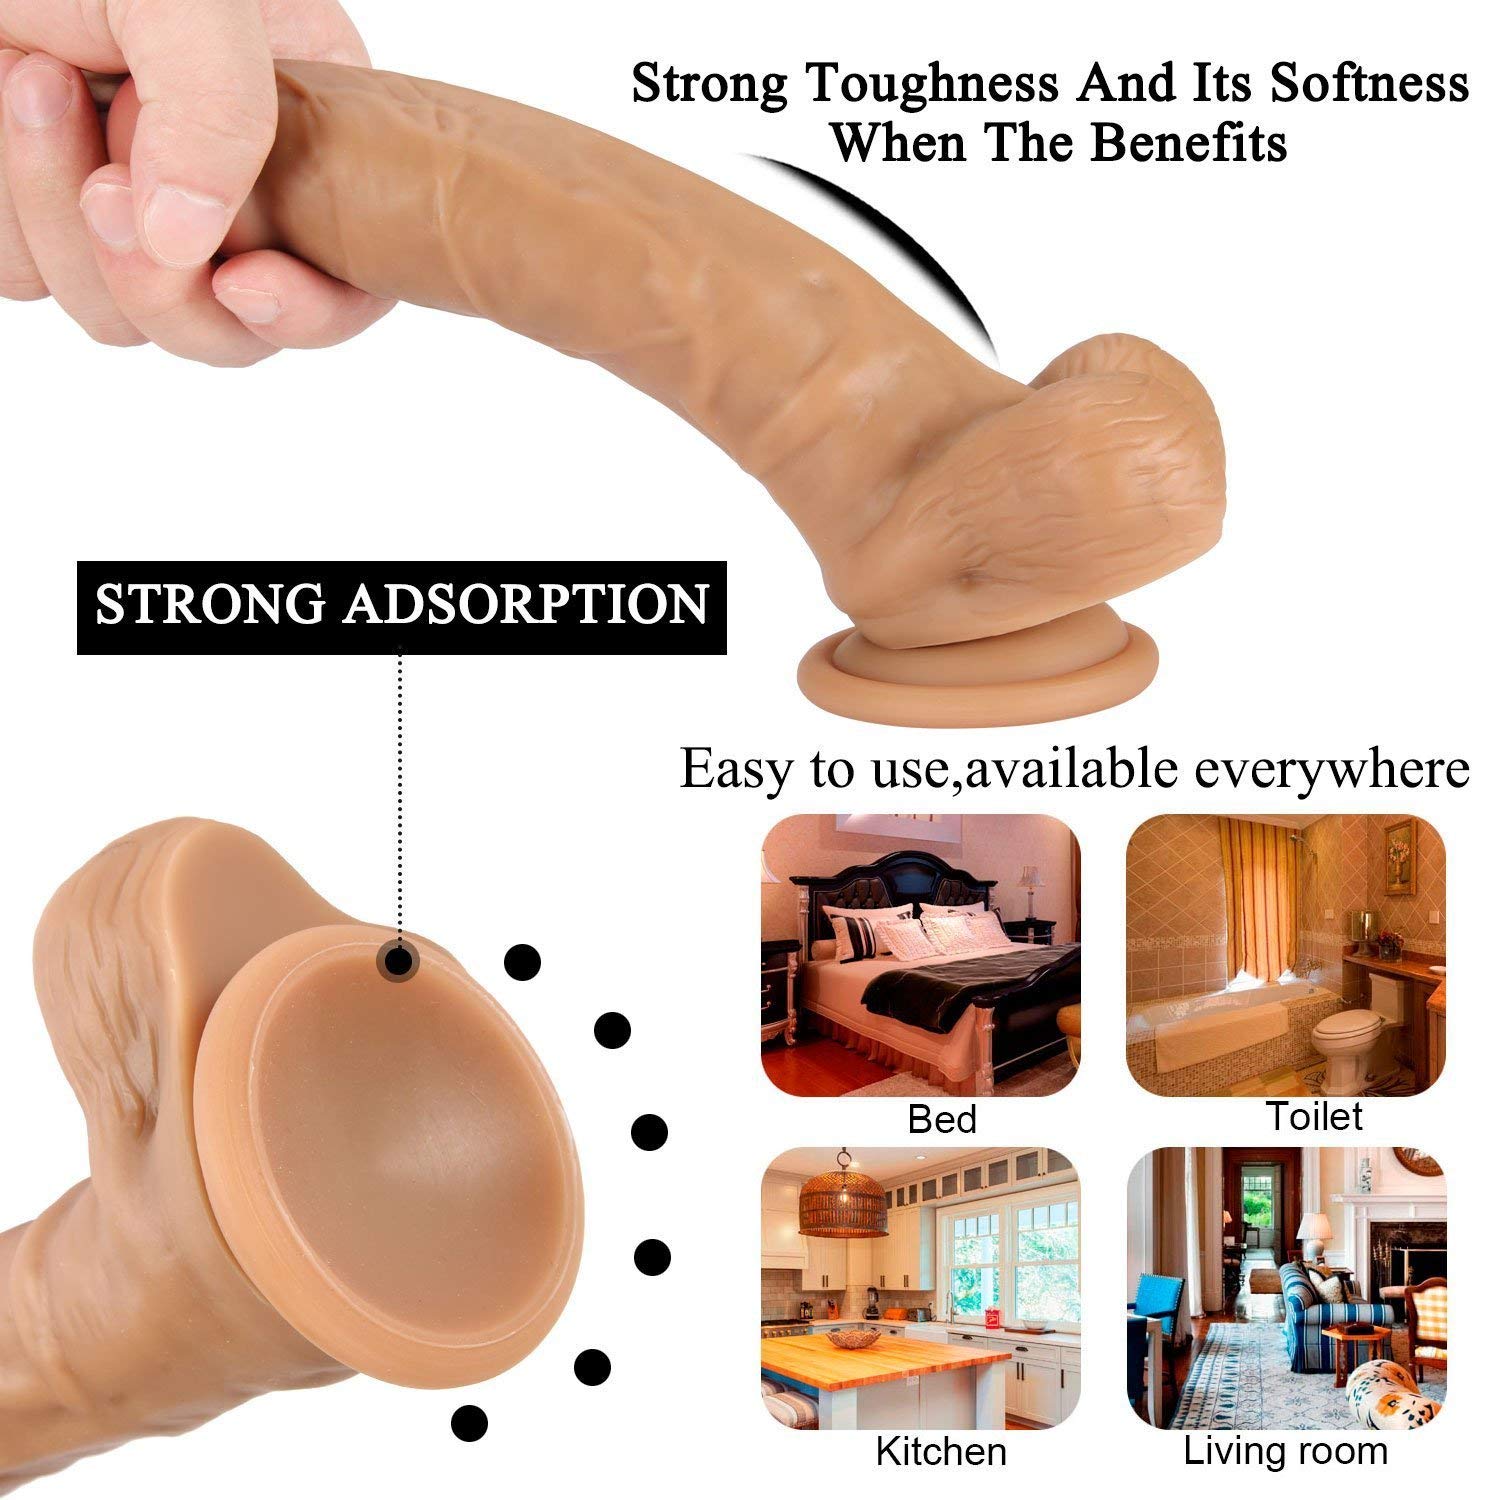 Strong Toughness And Its Softness
When The Benefits
STRONG ADSORPTION
Easy to use,available everywhere
Bed
Toilet
Kitchen
Living room